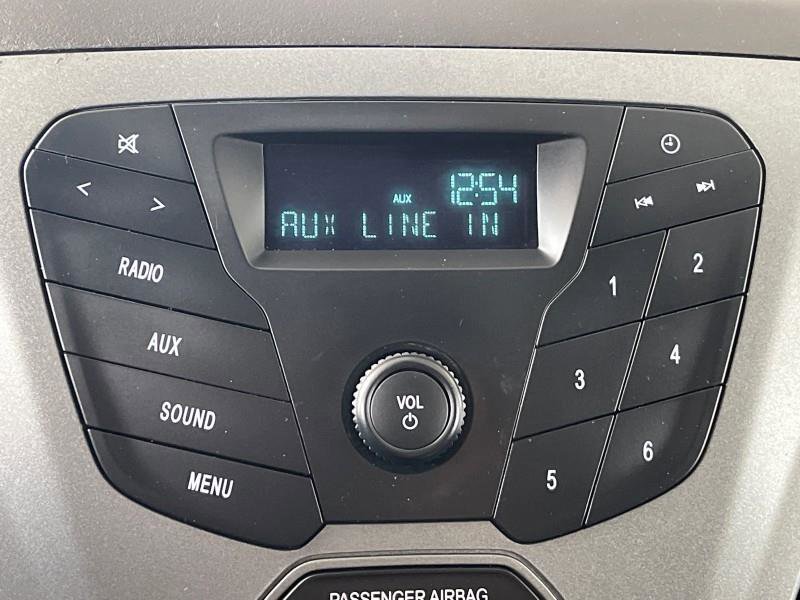 AUX 12:54
AUX LINE IN
RADIO
AUX
SOUND
MENU
VOL
1 2
3 4
5 6
PASSENGER AIRBAG